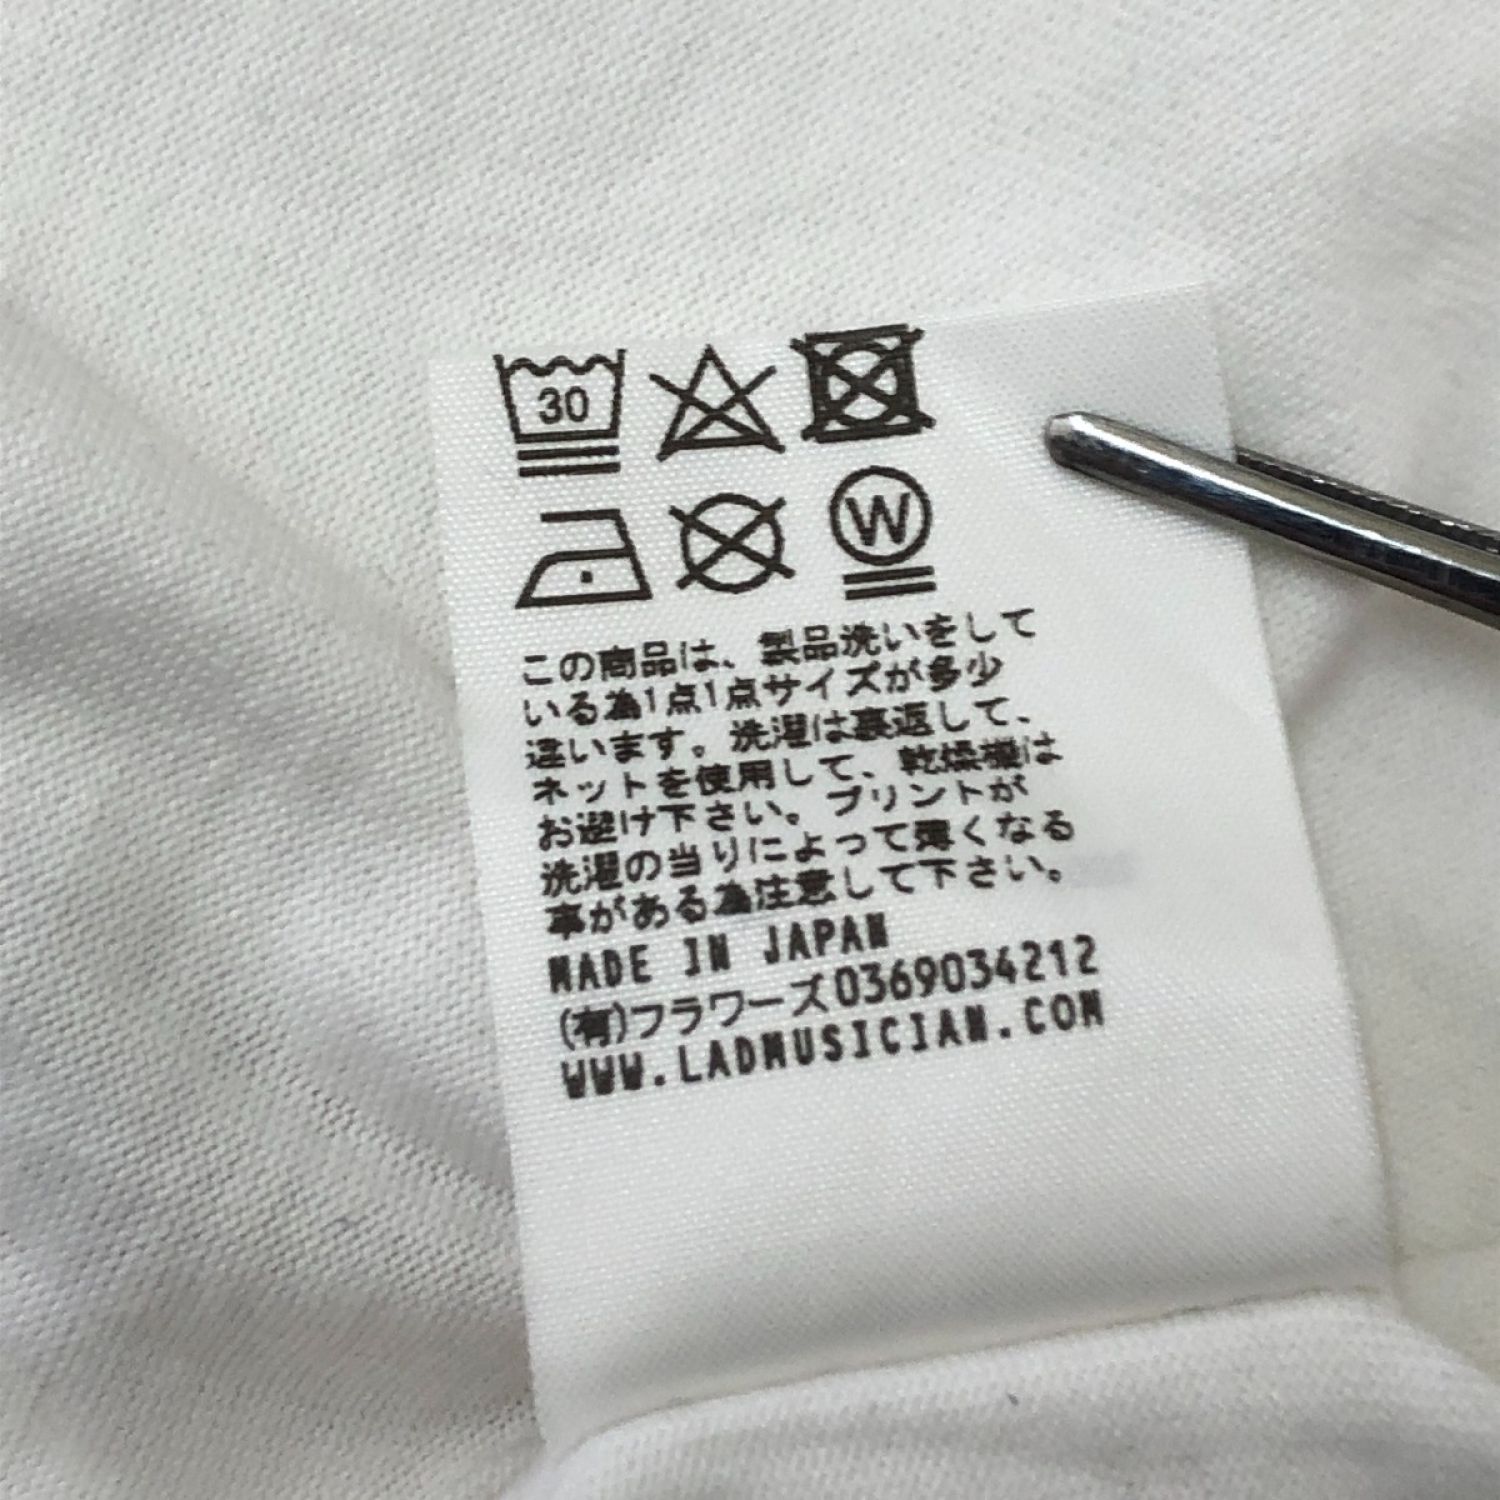 30
W
この商品は、製品洗いをして
いる為1点1点サイズが多少
違います。洗濯は裏返して、
ネットを使用して、乾燥機は
お避け下さい。プリントが
洗濯の当りによって薄くなる
事がある為注意して下さい。
MADE IN JAPAN
(有)フラワーズ0369034212
WWW.LADMUSICIAN.COM